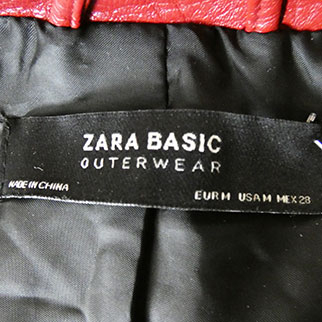 ZARA BASIC
OUTERWEAR
MADE IN CHINA
EUR M USA M MEX 28